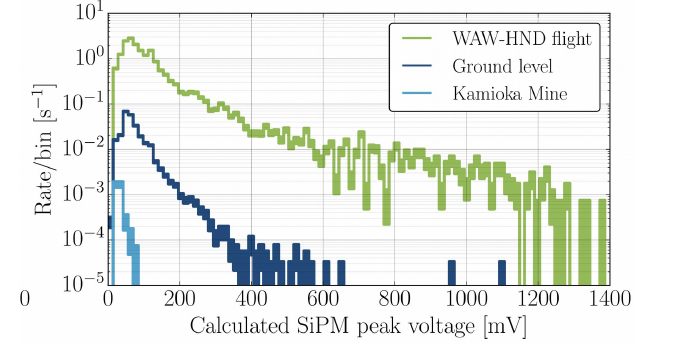 10¹
10⁰
10⁻¹
10⁻²
10⁻³
10⁻⁴
10⁻⁵
Rate/bin [s⁻¹]
WAW-HND flight
Ground level
Kamioka Mine
0
0 200 400 600 800 1000 1200 1400
Calculated SiPM peak voltage [mV]